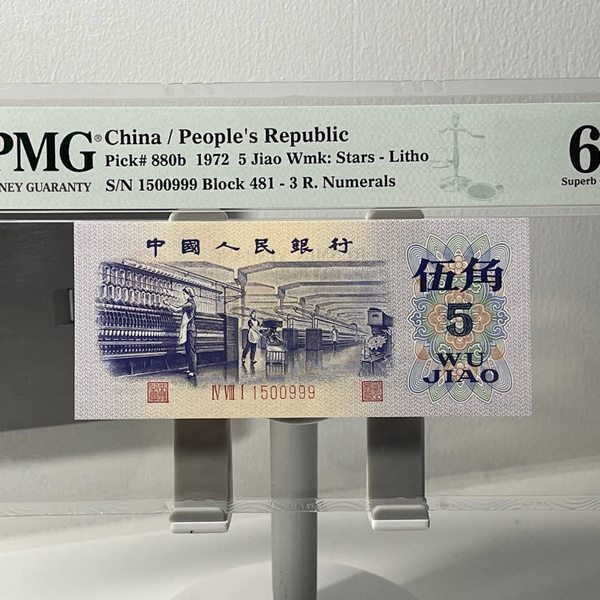 PMG® China / People's Republic
Pick# 880b 1972 5 Jiao Wmk: Stars - Litho
S/N 1500999 Block 481 - 3 R. Numerals
NEY GUARANTY
6
Superb
中國人民銀行
伍角
5
WU
JIAO
IV VIII I 1500999